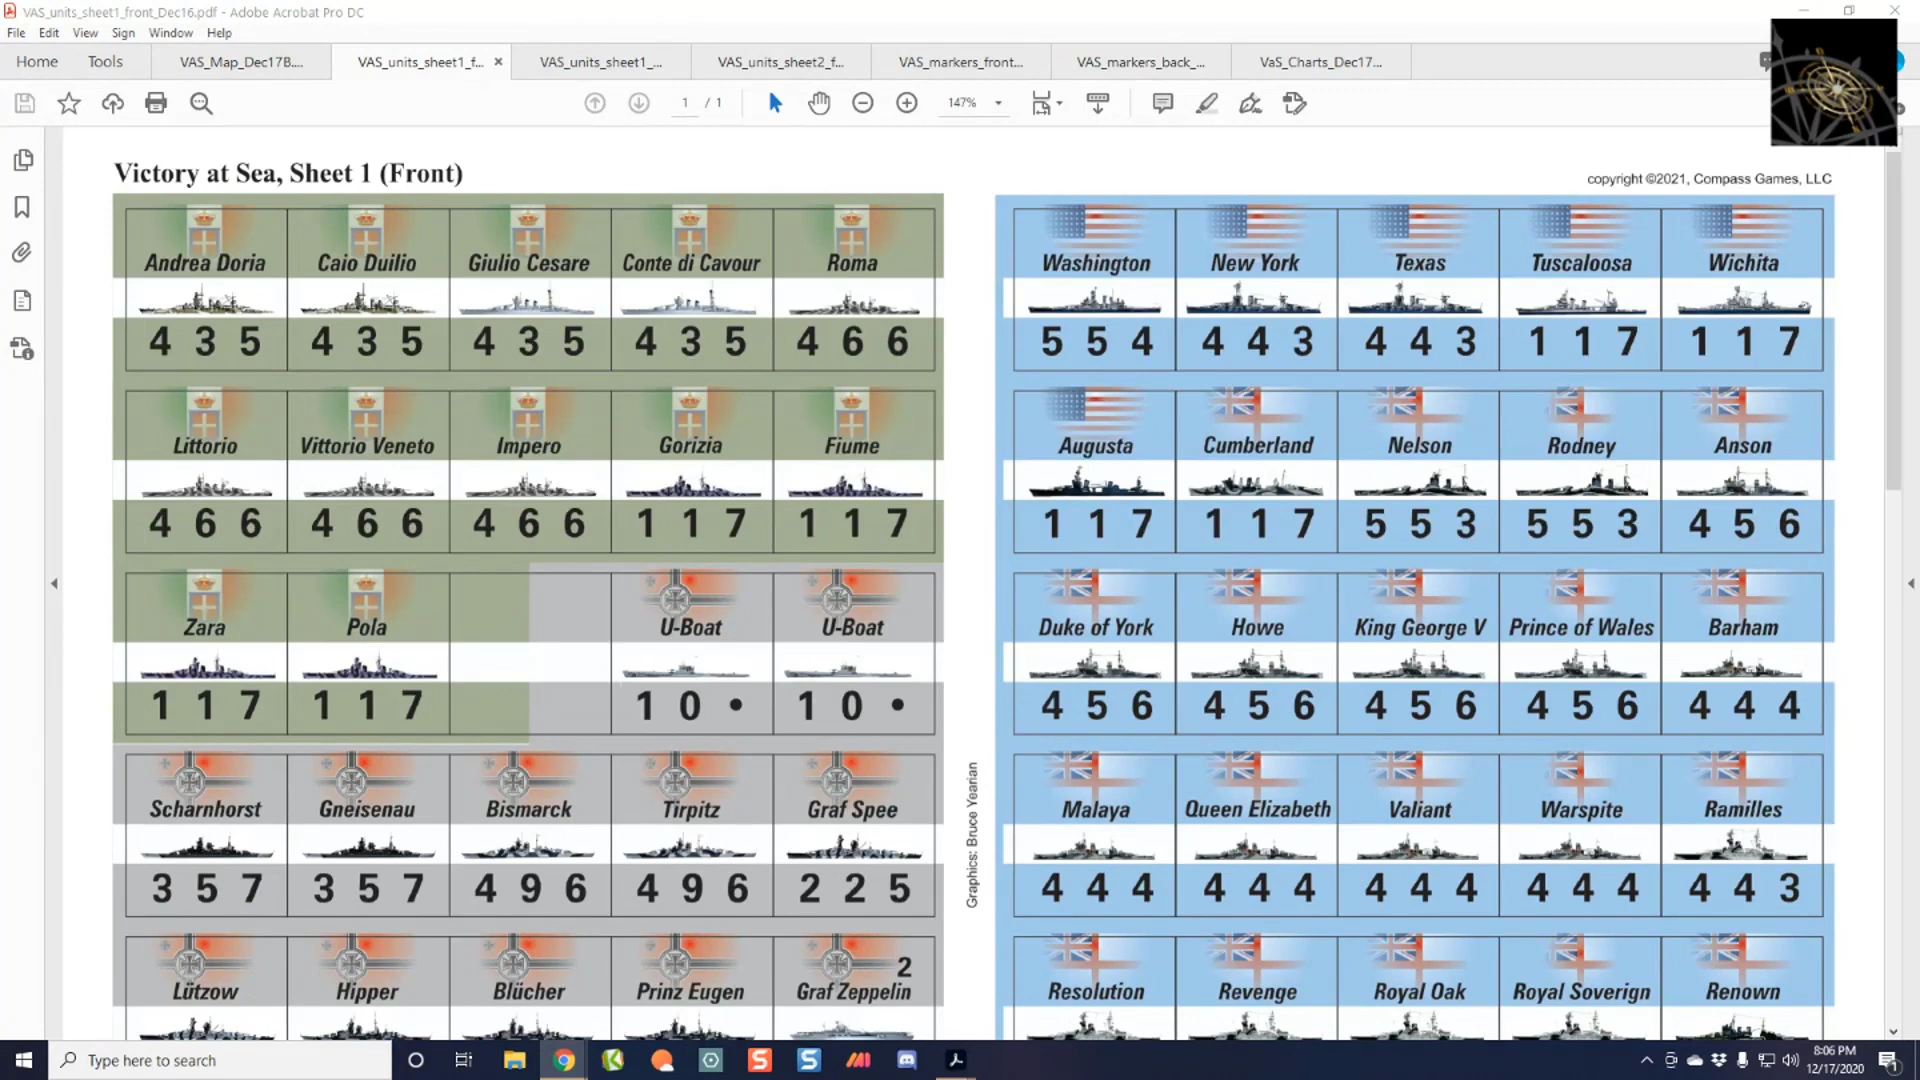 VAS_units_sheet1_front_Dec16.pdf - Adobe Acrobat Pro DC
File Edit View Sign Window Help
Home Tools VAS_Map_Dec17B.... VAS_units_sheet1_f... × VAS_units_sheet1_... VAS_units_sheet2_f... VAS_markers_front... VAS_markers_back_... VaS_Charts_Dec17...
1 / 1 147%
Victory at Sea, Sheet 1 (Front)
copyright ©2021, Compass Games, LLC
Andrea Doria Caio Duilio Giulio Cesare Conte di Cavour Roma
4 3 5 4 3 5 4 3 5 4 3 5 4 6 6
Littorio Vittorio Veneto Impero Gorizia Fiume
4 6 6 4 6 6 4 6 6 1 1 7 1 1 7
Zara Pola U-Boat U-Boat
1 1 7 1 1 7 1 0 • 1 0 •
Scharnhorst Gneisenau Bismarck Tirpitz Graf Spee
3 5 7 3 5 7 4 9 6 4 9 6 2 2 5
2
Lützow Hipper Blücher Prinz Eugen Graf Zeppelin
Graphics: Bruce Yearian
Washington New York Texas Tuscaloosa Wichita
5 5 4 4 4 3 4 4 3 1 1 7 1 1 7
Augusta Cumberland Nelson Rodney Anson
1 1 7 1 1 7 5 5 3 5 5 3 4 5 6
Duke of York Howe King George V Prince of Wales Barham
4 5 6 4 5 6 4 5 6 4 5 6 4 4 4
Malaya Queen Elizabeth Valiant Warspite Ramilles
4 4 4 4 4 4 4 4 4 4 4 4 4 4 3
Resolution Revenge Royal Oak Royal Soverign Renown
Type here to search
8:06 PM
12/17/2020
1